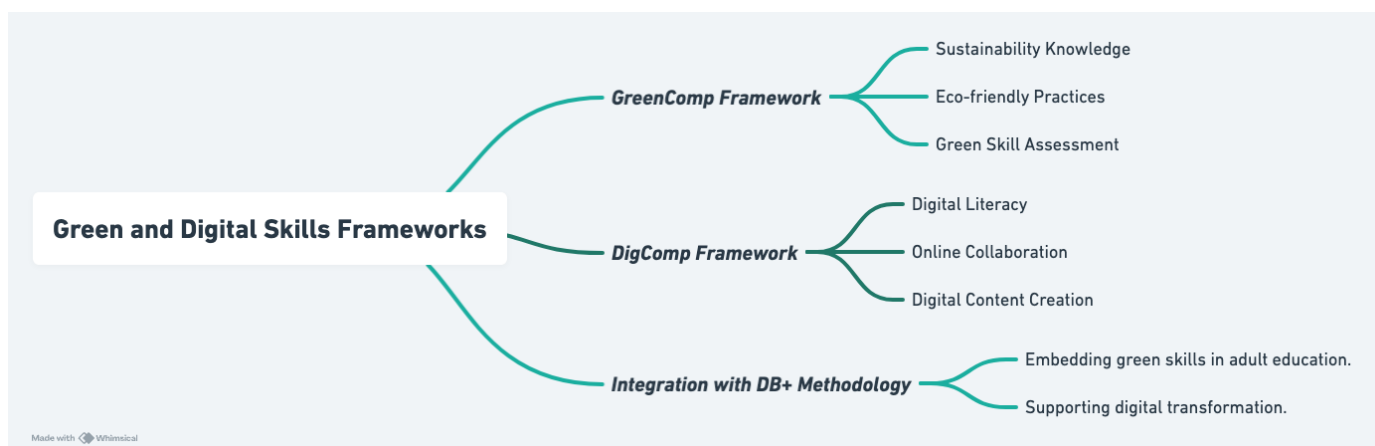 Green and Digital Skills Frameworks
GreenComp Framework
Sustainability Knowledge
Eco-friendly Practices
Green Skill Assessment
DigComp Framework
Digital Literacy
Online Collaboration
Digital Content Creation
Integration with DB+ Methodology
Embedding green skills in adult education.
Supporting digital transformation.
Made with Whimsical